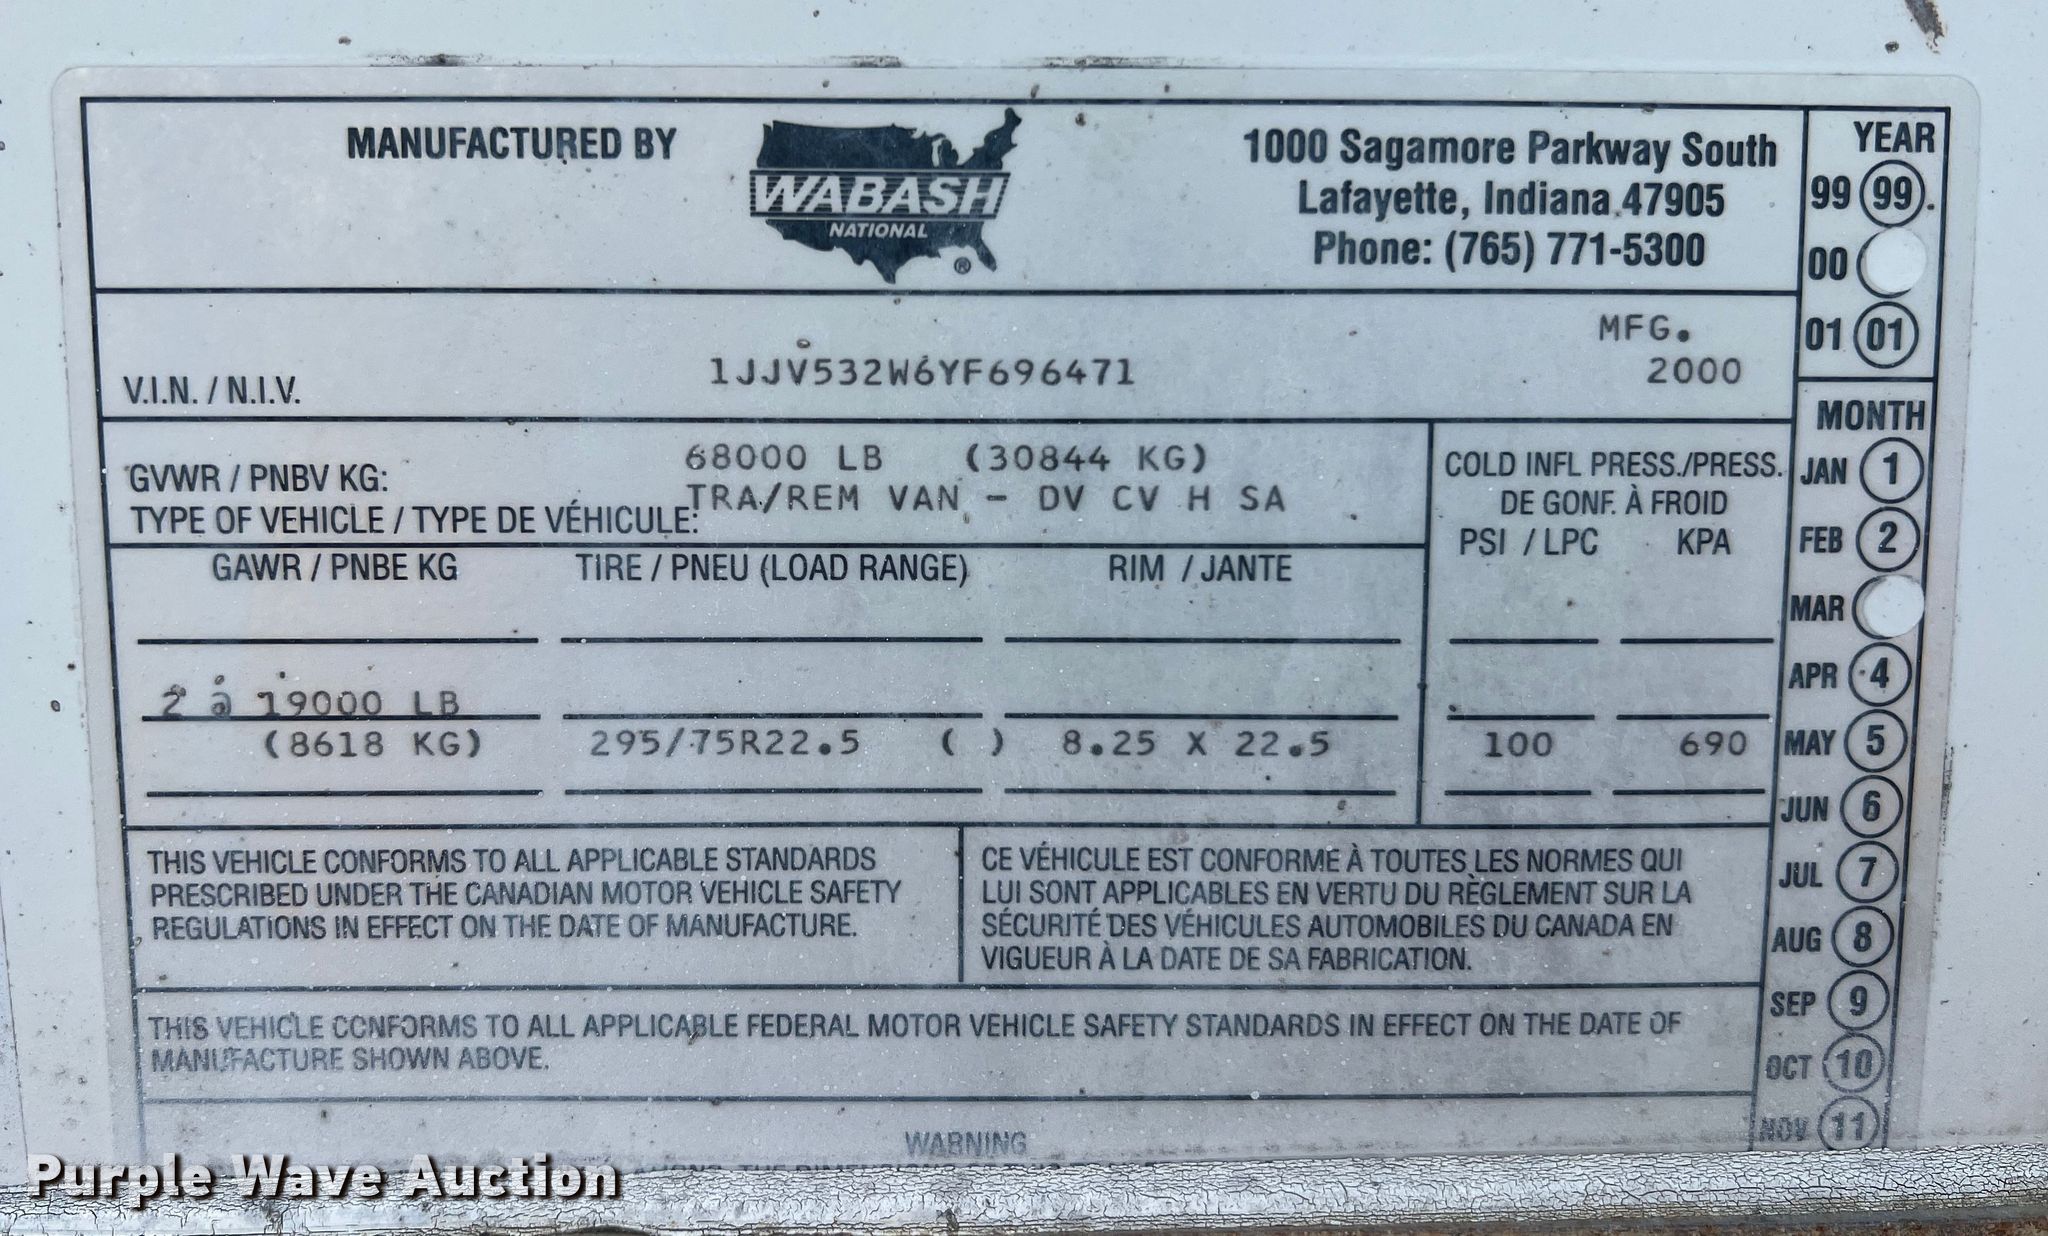 MANUFACTURED BY
WABASH
NATIONAL
®
1000 Sagamore Parkway South
Lafayette, Indiana 47905
Phone: (765) 771-5300
YEAR
99 99
00
01 01
MFG.
V.I.N. / N.I.V. 1JJV532W6YF696471 2000
GVWR / PNBV KG: 68000 LB (30844 KG)
TYPE OF VEHICLE / TYPE DE VÉHICULE: TRA/REM VAN - DV CV H SA
COLD INFL PRESS./PRESS.
DE GONF. À FROID
PSI / LPC KPA
GAWR / PNBE KG TIRE / PNEU (LOAD RANGE) RIM / JANTE
2 @ 19000 LB
(8618 KG) 295/75R22.5 ( ) 8.25 X 22.5 100 690
MONTH
JAN 1
FEB 2
MAR
APR 4
MAY 5
JUN 6
JUL 7
AUG 8
SEP 9
OCT 10
NOV 11
THIS VEHICLE CONFORMS TO ALL APPLICABLE STANDARDS
PRESCRIBED UNDER THE CANADIAN MOTOR VEHICLE SAFETY
REGULATIONS IN EFFECT ON THE DATE OF MANUFACTURE.
CE VÉHICULE EST CONFORME À TOUTES LES NORMES QUI
LUI SONT APPLICABLES EN VERTU DU RÈGLEMENT SUR LA
SÉCURITÉ DES VÉHICULES AUTOMOBILES DU CANADA EN
VIGUEUR À LA DATE DE SA FABRICATION.
THIS VEHICLE CONFORMS TO ALL APPLICABLE FEDERAL MOTOR VEHICLE SAFETY STANDARDS IN EFFECT ON THE DATE OF
MANUFACTURE SHOWN ABOVE.
WARNING
Purple Wave Auction